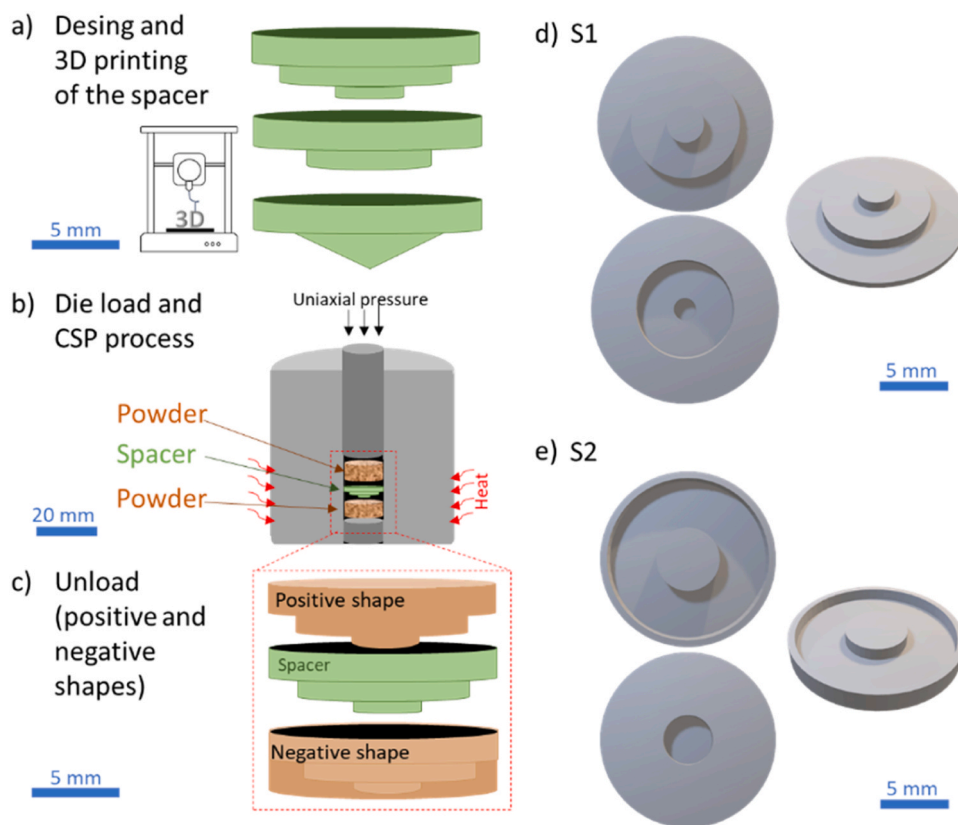 a) Desing and
3D printing
of the spacer
3D
5 mm
b) Die load and
CSP process
Uniaxial pressure
Powder
Spacer
Powder
Heat
20 mm
c) Unload
(positive and
negative
shapes)
Positive shape
Spacer
Negative shape
5 mm
d) S1
5 mm
e) S2
5 mm